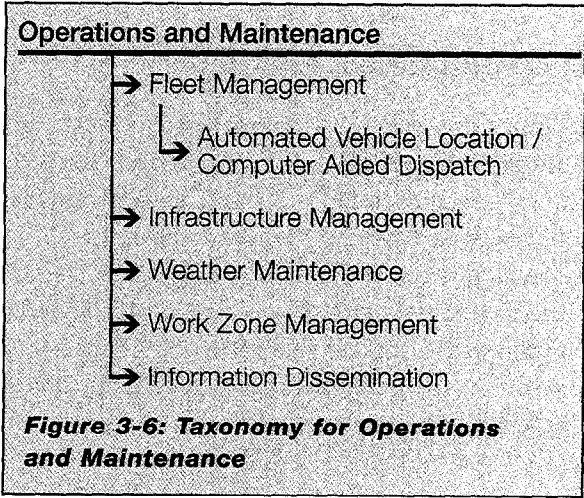 Operations and Maintenance
Fleet Management
Automated Vehicle Location /
Computer Aided Dispatch
Infrastructure Management
Weather Maintenance
Work Zone Management
Information Dissemination
Figure 3-6: Taxonomy for Operations
and Maintenance